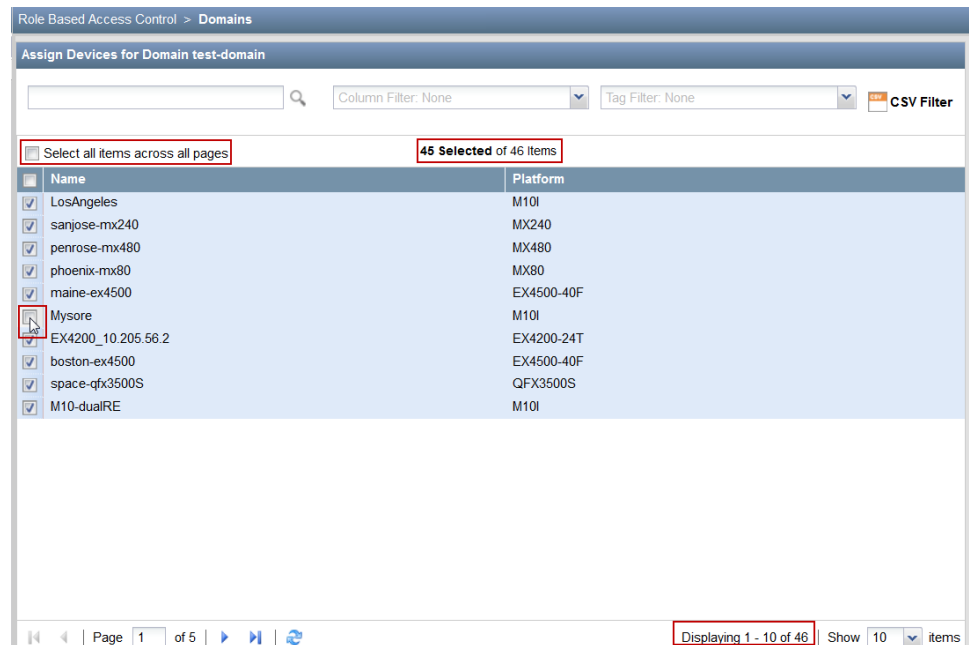 Role Based Access Control > Domains
Assign Devices for Domain test-domain
Column Filter: None
Tag Filter: None
CSV
CSV Filter
Select all items across all pages
45 Selected of 46 Items
Name Platform
LosAngeles M10I
sanjose-mx240 MX240
penrose-mx480 MX480
phoenix-mx80 MX80
maine-ex4500 EX4500-40F
Mysore M10I
EX4200_10.205.56.2 EX4200-24T
boston-ex4500 EX4500-40F
space-qfx3500S QFX3500S
M10-dualRE M10I
Page 1 of 5 Displaying 1 - 10 of 46 Show 10 items